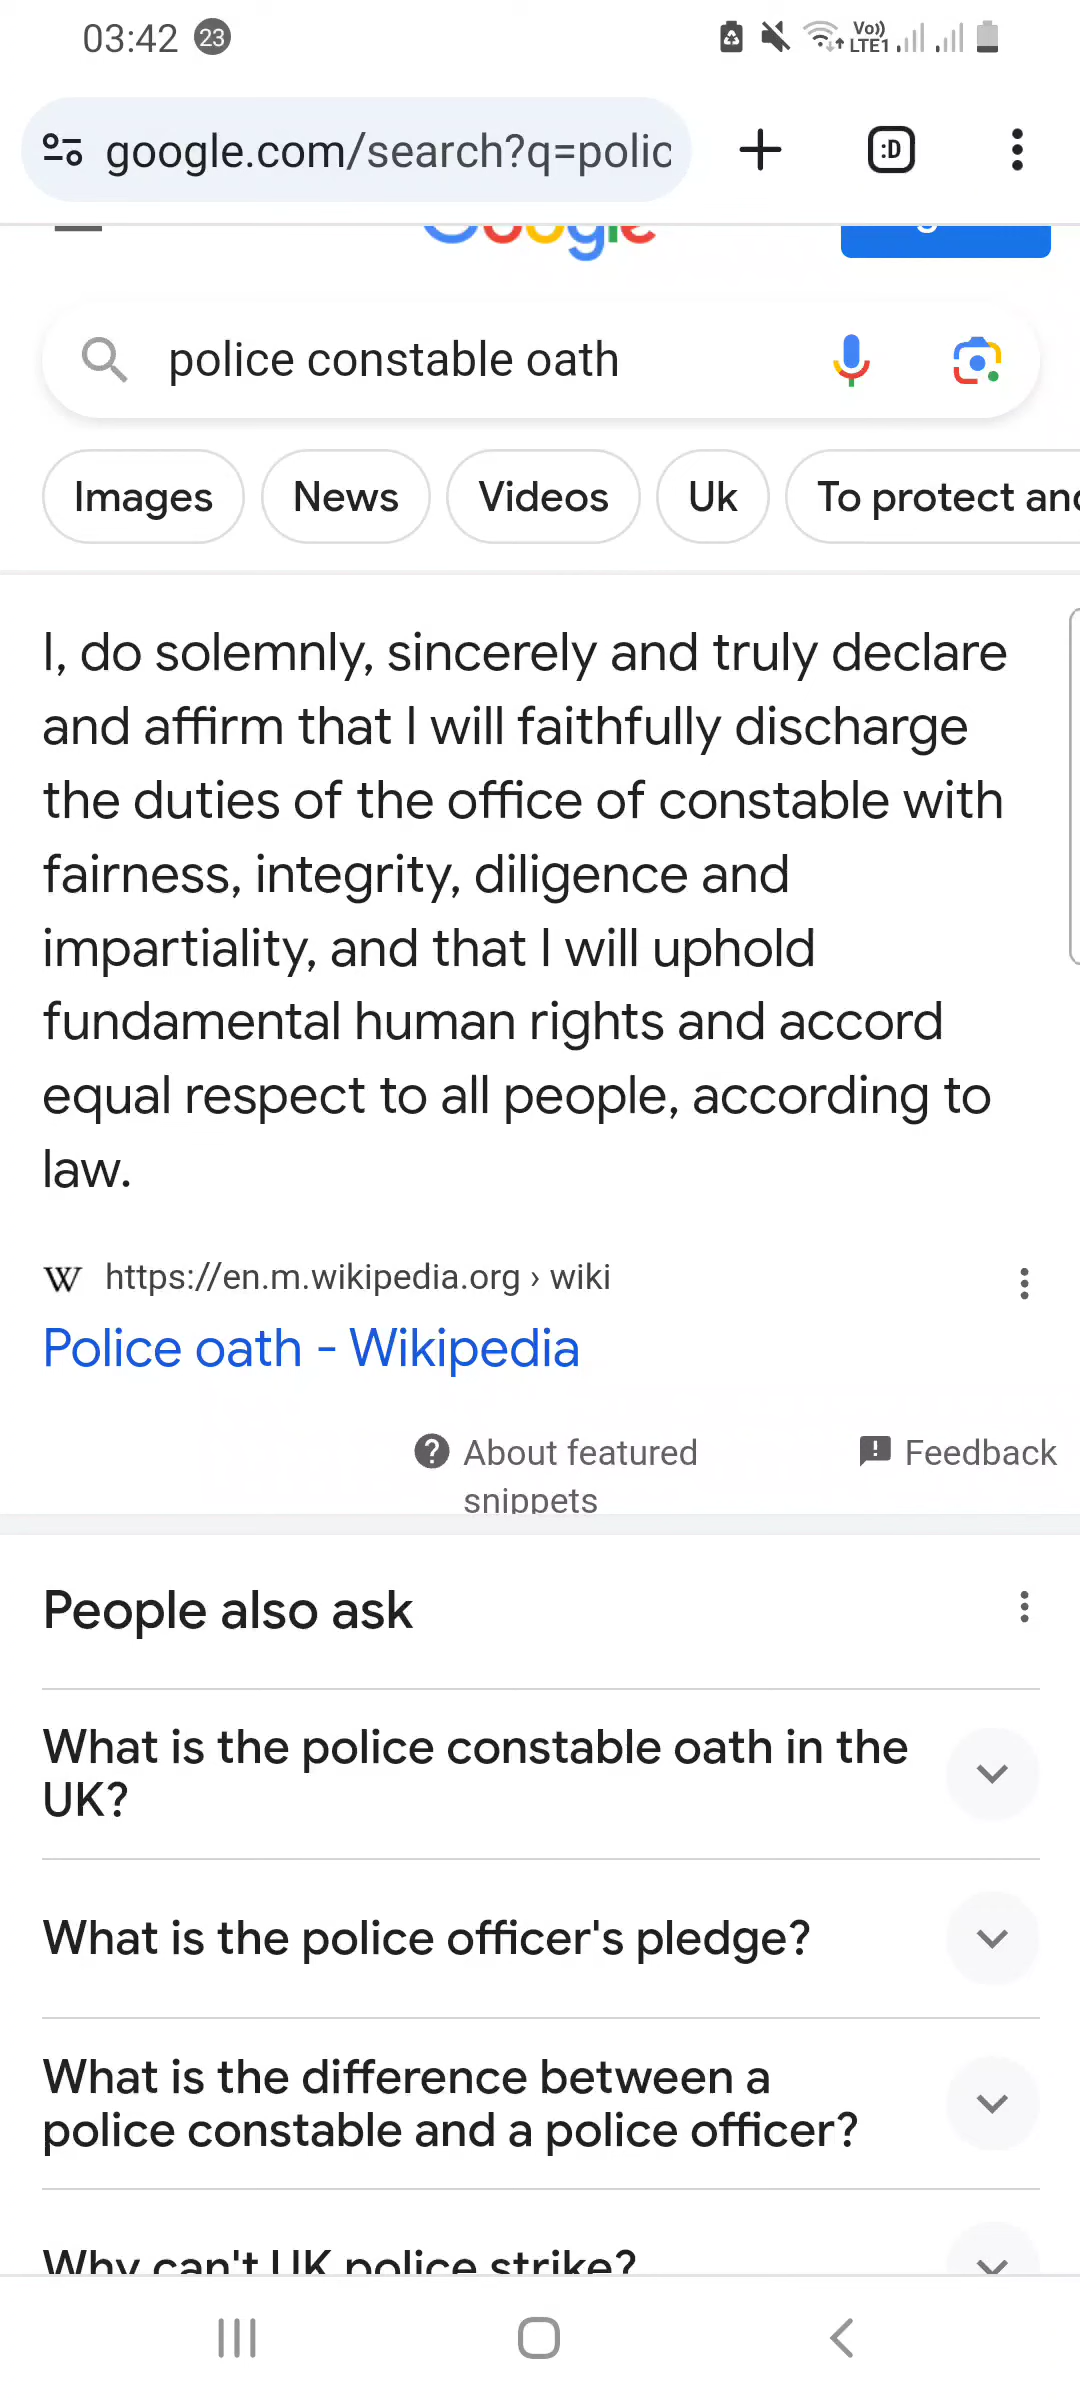 03:42 23 Vo)) LTE1
google.com/search?q=polic :D
Google
police constable oath
Images News Videos Uk To protect and
I, do solemnly, sincerely and truly declare
and affirm that I will faithfully discharge
the duties of the office of constable with
fairness, integrity, diligence and
impartiality, and that I will uphold
fundamental human rights and accord
equal respect to all people, according to
law.
W https://en.m.wikipedia.org › wiki
Police oath - Wikipedia
About featured Feedback
snippets
People also ask
What is the police constable oath in the
UK?
What is the police officer's pledge?
What is the difference between a
police constable and a police officer?
Why can't UK police strike?